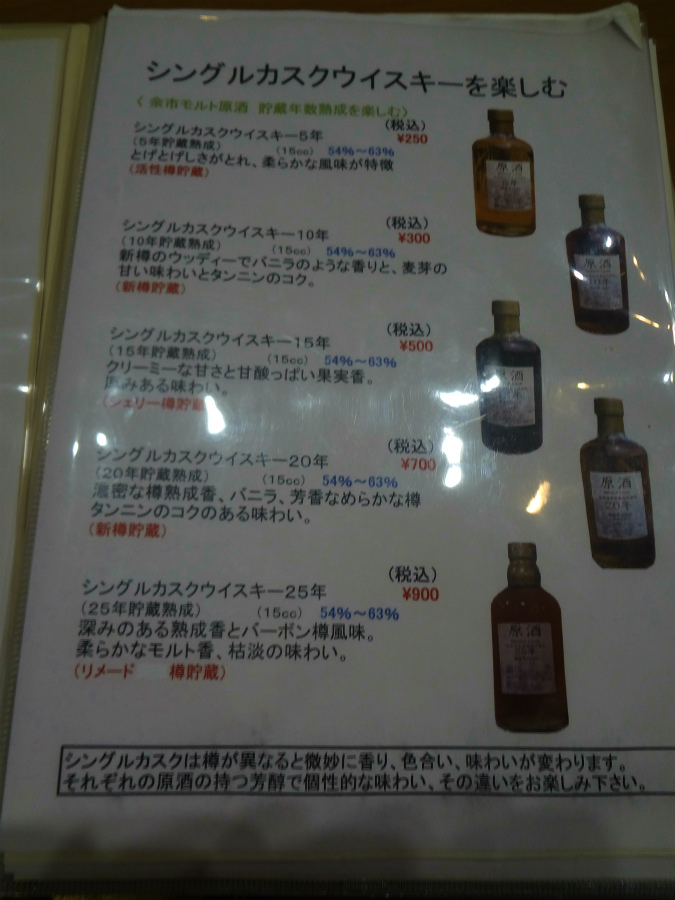 シングルカスクウイスキーを楽しむ
〈 余市モルト原酒 貯蔵年数熟成を楽しむ〉
シングルカスクウイスキー5年 (税込)
(5年貯蔵熟成) (15cc) 54%～63% ¥250
とげとげしさがとれ、柔らかな風味が特徴
(活性樽貯蔵)
シングルカスクウイスキー10年 (税込)
(10年貯蔵熟成) (15cc) 54%～63% ¥300
新樽のウッディーでバニラのような香りと、麦芽の
甘い味わいとタンニンのコク。
(新樽貯蔵)
シングルカスクウイスキー15年 (税込)
(15年貯蔵熟成) (15cc) 54%～63% ¥500
クリーミーな甘さと甘酸っぱい果実香。
みある味わい。
(シェリー樽貯蔵
シングルカスクウイスキー20年 (税込)
(20年貯蔵熟成) (15cc) 54%～63% ¥700
濃密な樽熟成香、バニラ、芳香なめらかな樽
タンニンのコクのある味わい。
(新樽貯蔵)
シングルカスクウイスキー25年 (税込)
(25年貯蔵熟成) (15cc) 54%～63% ¥900
深みのある熟成香とバーボン樽風味。
柔らかなモルト香、枯淡の味わい。
(リメード 樽貯蔵)
シングルカスクは樽が異なると微妙に香り、色合い、味わいが変わります。
それぞれの原酒の持つ芳醇で個性的な味わい、その違いをお楽しみ下さい。
原酒
原酒
原酒
原酒
20年
原酒